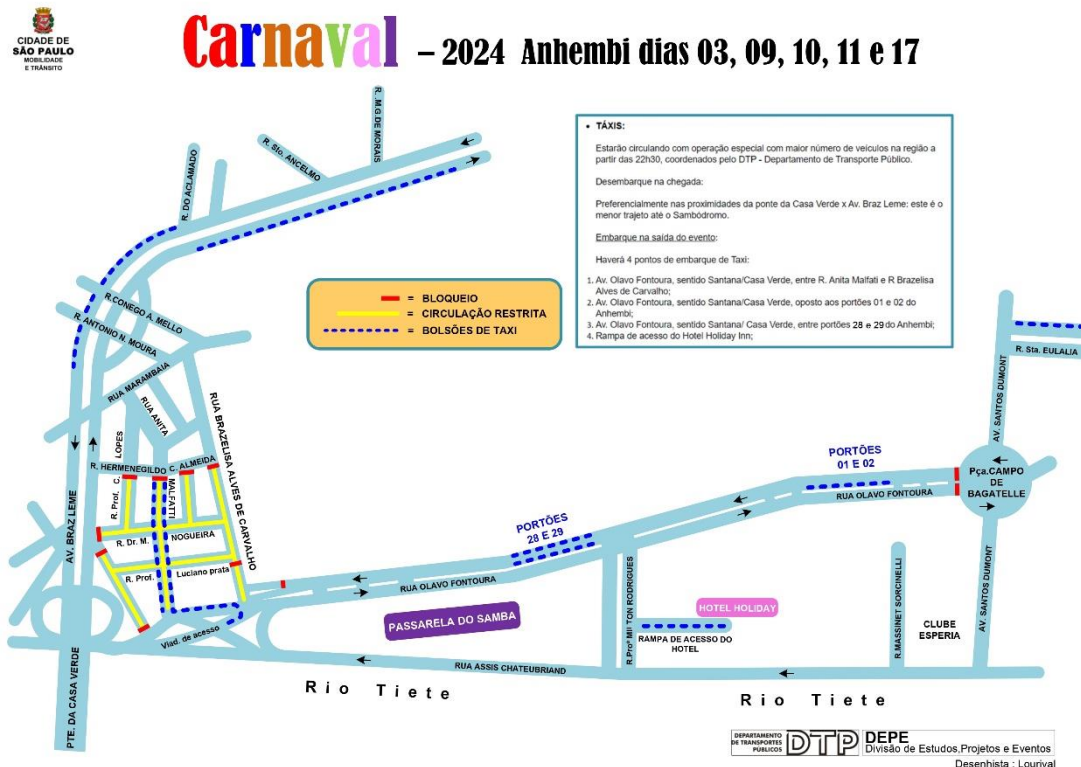 CIDADE DE
SÃO PAULO
MOBILIDADE
E TRÂNSITO
Carnaval – 2024 Anhembi dias 03, 09, 10, 11 e 17
• TÁXIS:
Estarão circulando com operação especial com maior número de veículos na região a
partir das 22h30, coordenados pelo DTP - Departamento de Transporte Público.
Desembarque na chegada:
Preferencialmente nas proximidades da ponte da Casa Verde x Av. Braz Leme: este é o
menor trajeto até o Sambódromo.
Embarque na saída do evento:
Haverá 4 pontos de embarque de Taxi:
1. Av. Olavo Fontoura, sentido Santana/Casa Verde, entre R. Anita Malfati e R Brazelisa
Alves de Carvalho;
2. Av. Olavo Fontoura, sentido Santana/Casa Verde, oposto aos portões 01 e 02 do
Anhembi;
3. Av. Olavo Fontoura, sentido Santana/ Casa Verde, entre portões 28 e 29 do Anhembi;
4. Rampa de acesso do Hotel Holiday Inn;
= BLOQUEIO
= CIRCULAÇÃO RESTRITA
= BOLSÕES DE TAXI
R. .M.G.DE MORAIS
R. Sto. ANCELMO
R. DO ACLAMADO
R.CONEGO A. MELLO
R. ANTONIO N. MOURA
RUA MARAMBAIA
RUA ANITA
MALFATTI
R. Prof. C. LOPES
R. HERMENEGILDO C. ALMEIDA
RUA BRAZELISA ALVES DE CARVALHO
R. Dr. M. NOGUEIRA
R. Prof. Luciano prata
AV. BRAZ LEME
Viad. de acesso
PTE. DA CASA VERDE
PORTÕES
28 E 29
PORTÕES
01 E 02
RUA OLAVO FONTOURA
RUA OLAVO FONTOURA
PASSARELA DO SAMBA
R.Profº MILTON RODRIGUES
HOTEL HOLIDAY
RAMPA DE ACESSO DO
HOTEL
R.MASSINET SORCINELLI
CLUBE
ESPERIA
AV. SANTOS DUMONT
AV. SANTOS DUMONT
R. Sta. EULALIA
Pça.CAMPO
DE
BAGATELLE
RUA ASSIS CHATEUBRIAND
Rio Tiete
Rio Tiete
DEPARTAMENTO
DE TRANSPORTES
PÚBLICOS
DTP
DEPE
Divisão de Estudos,Projetos e Eventos
Desenhista : Lourival